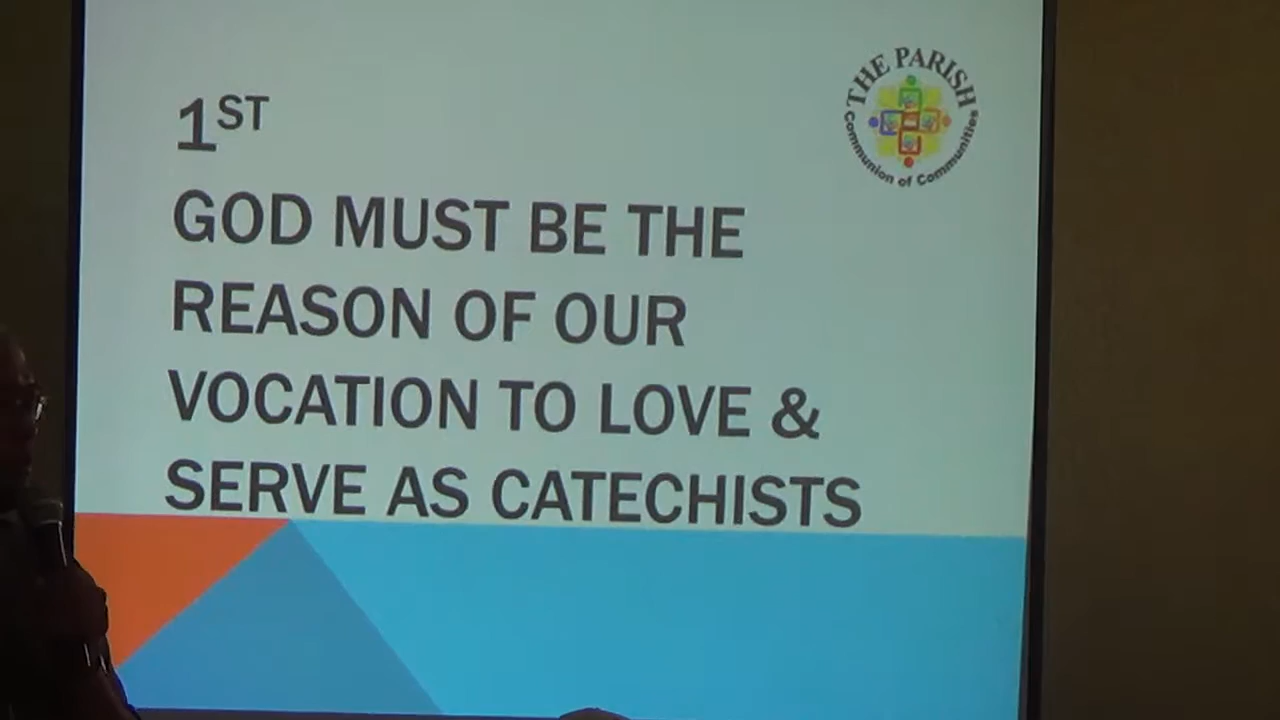 THE PARISH
Communion of Communities
1ST
GOD MUST BE THE
REASON OF OUR
VOCATION TO LOVE &
SERVE AS CATECHISTS